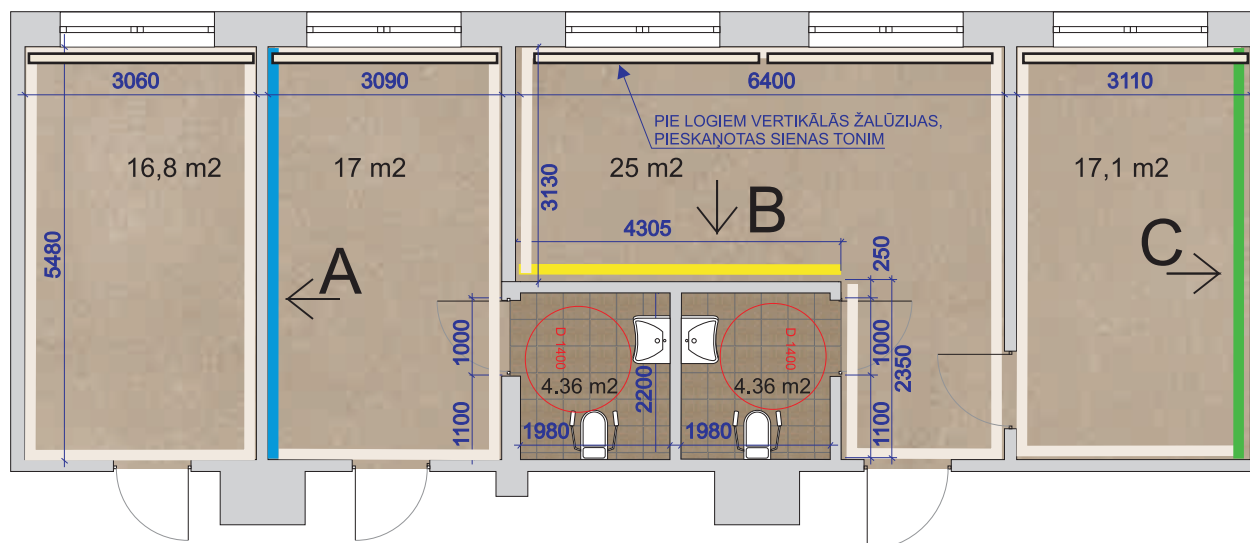 3060
3090
6400
3110
PIE LOGIEM VERTIKĀLĀS ŽALŪZIJAS,
PIESKAŅOTAS SIENAS TONIM
16,8 m2
17 m2
25 m2
17,1 m2
3130
5480
A
B
C
4305
250
1000
1100
D 1400
D 1400
4.36 m2
4.36 m2
2200
1000
2350
1100
1980
1980